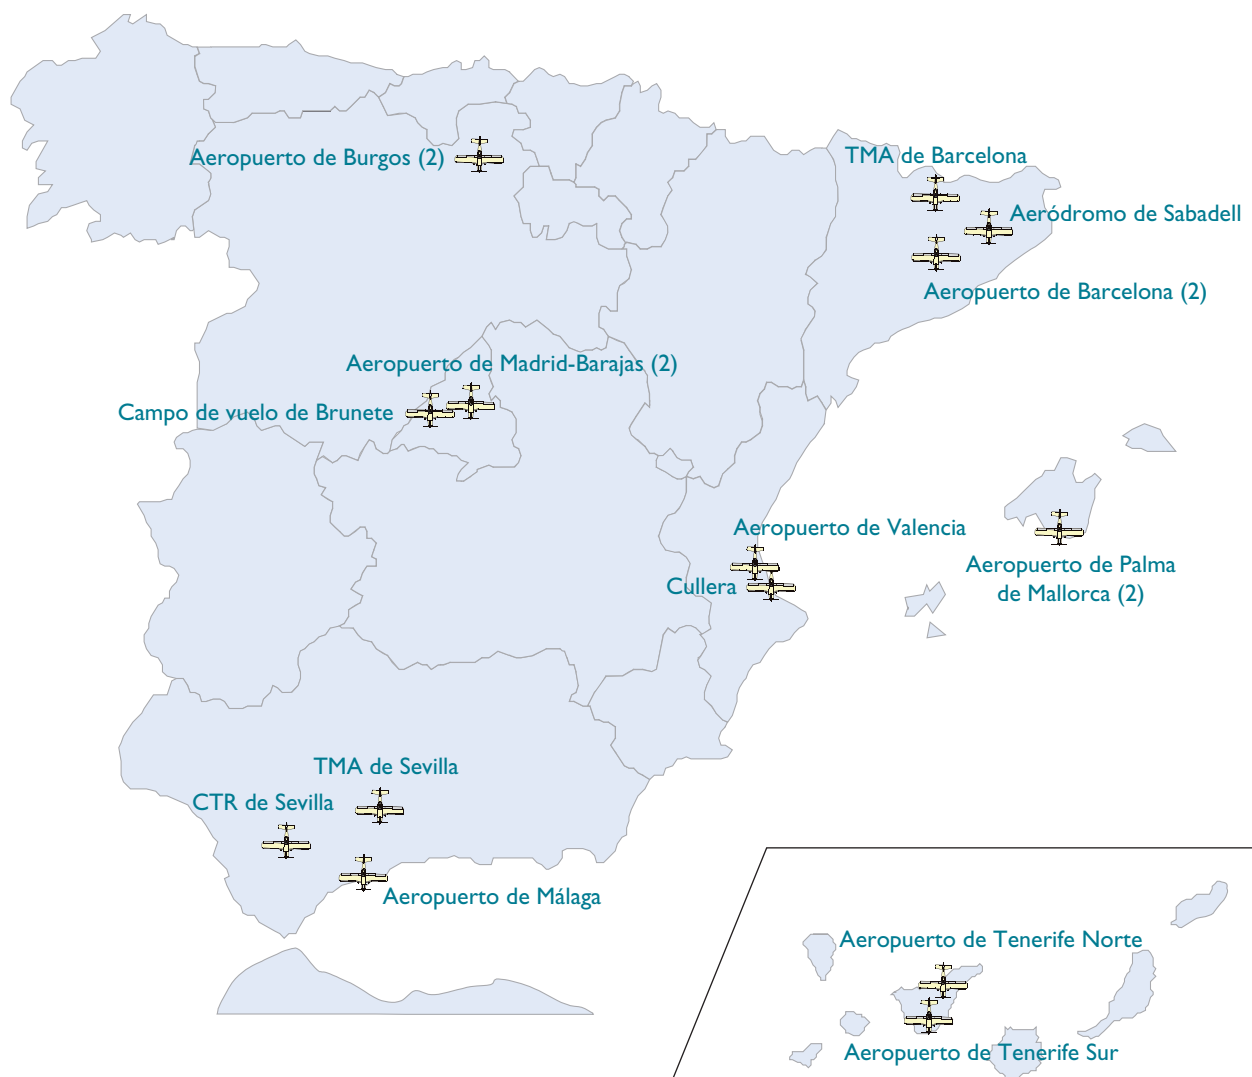 Aeropuerto de Burgos (2)
TMA de Barcelona
Aeródromo de Sabadell
Aeropuerto de Barcelona (2)
Aeropuerto de Madrid-Barajas (2)
Campo de vuelo de Brunete
Aeropuerto de Valencia
Cullera
Aeropuerto de Palma
de Mallorca (2)
TMA de Sevilla
CTR de Sevilla
Aeropuerto de Málaga
Aeropuerto de Tenerife Norte
Aeropuerto de Tenerife Sur